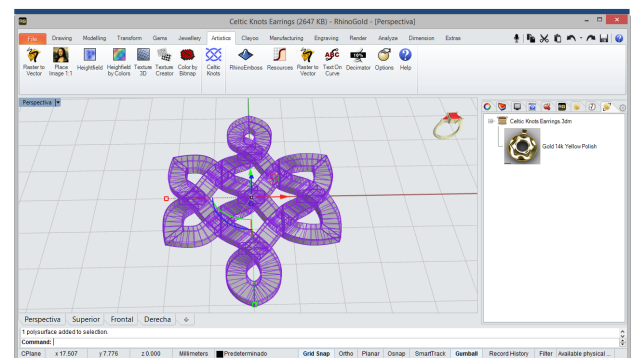 RG Celtic Knots Earrings (2647 KB) - RhinoGold - [Perspectiva]
File Drawing Modelling Transform Gems Jewellery Artistics Clayoo Manufacturing Engraving Render Analyze Dimension Extras
Raster to Vector Place Image 1:1 Heightfield Heightfield by Colors Texture 3D Texture Creator Color by Bitmap Celtic Knots RhinoEmboss Resources Raster to Vector Text On Curve Decimator Options Help
Perspectiva
Celtic Knots Earrings 3dm
Gold 14k Yellow Polish
Perspectiva Superior Frontal Derecha
1 polysurface added to selection.
Command:
CPlane x 17.507 y 7.776 z 0.000 Millimeters Predeterminado Grid Snap Ortho Planar Osnap SmartTrack Gumball Record History Filter Available physical ...